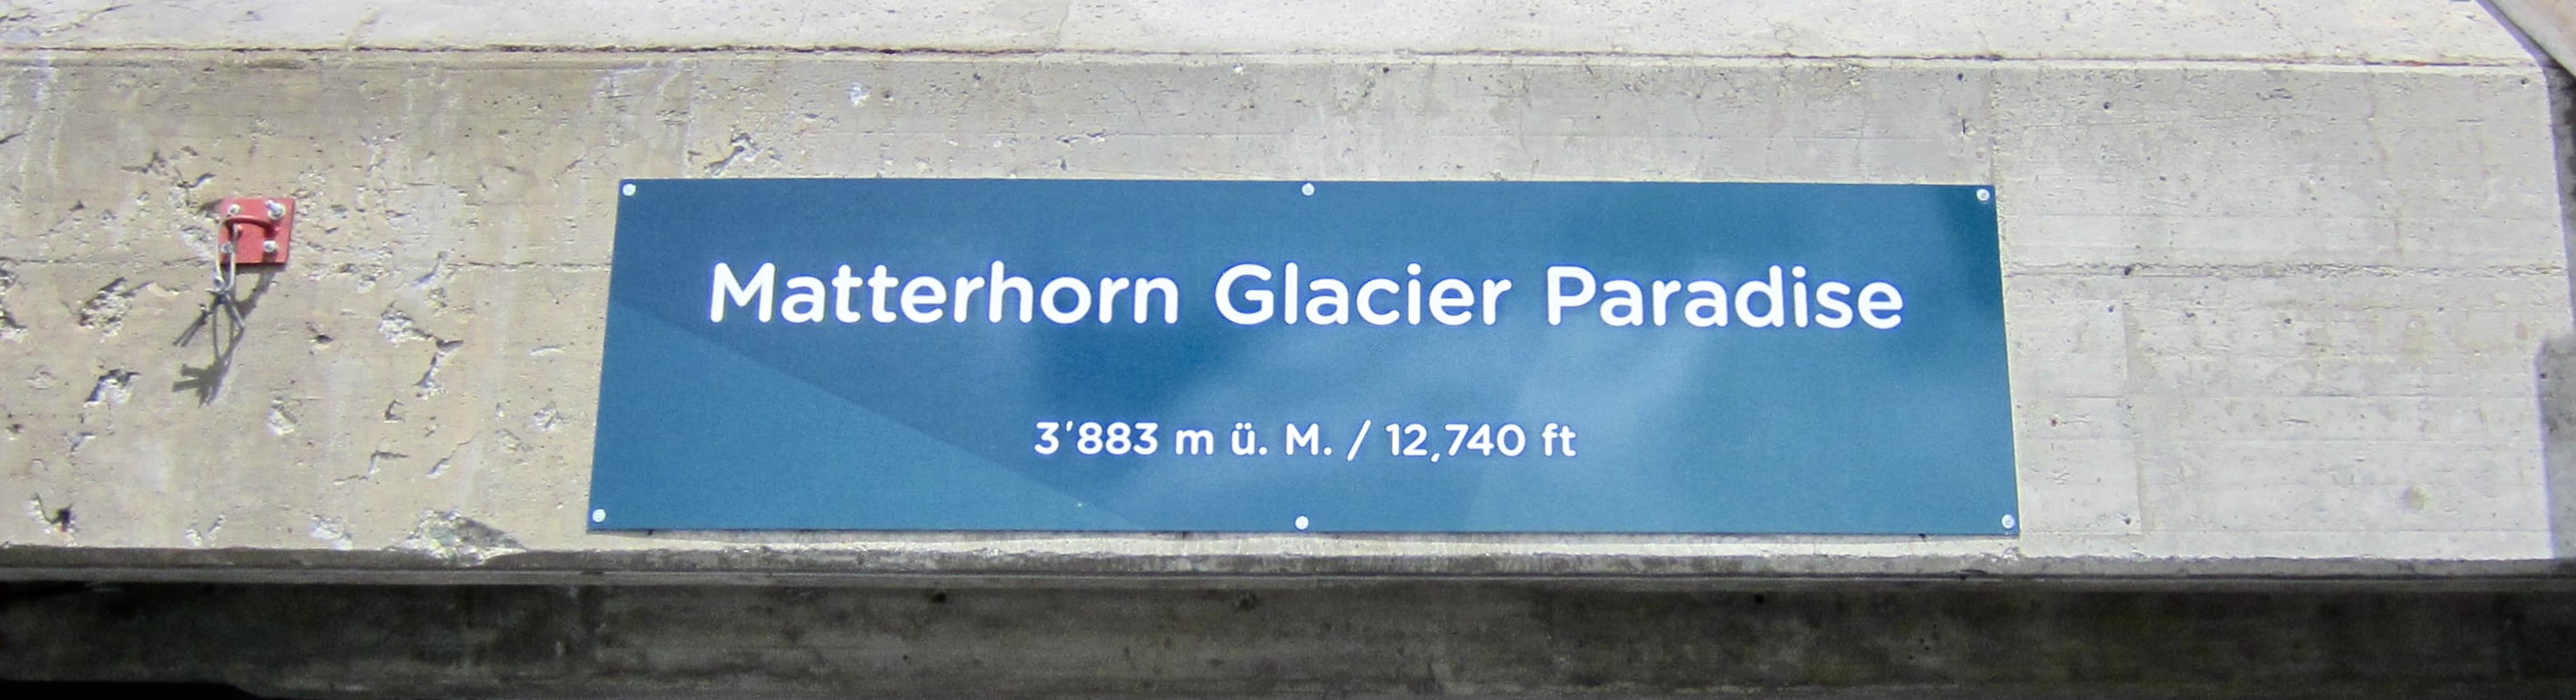 Matterhorn Glacier Paradise
3'883 m ü. M. / 12,740 ft